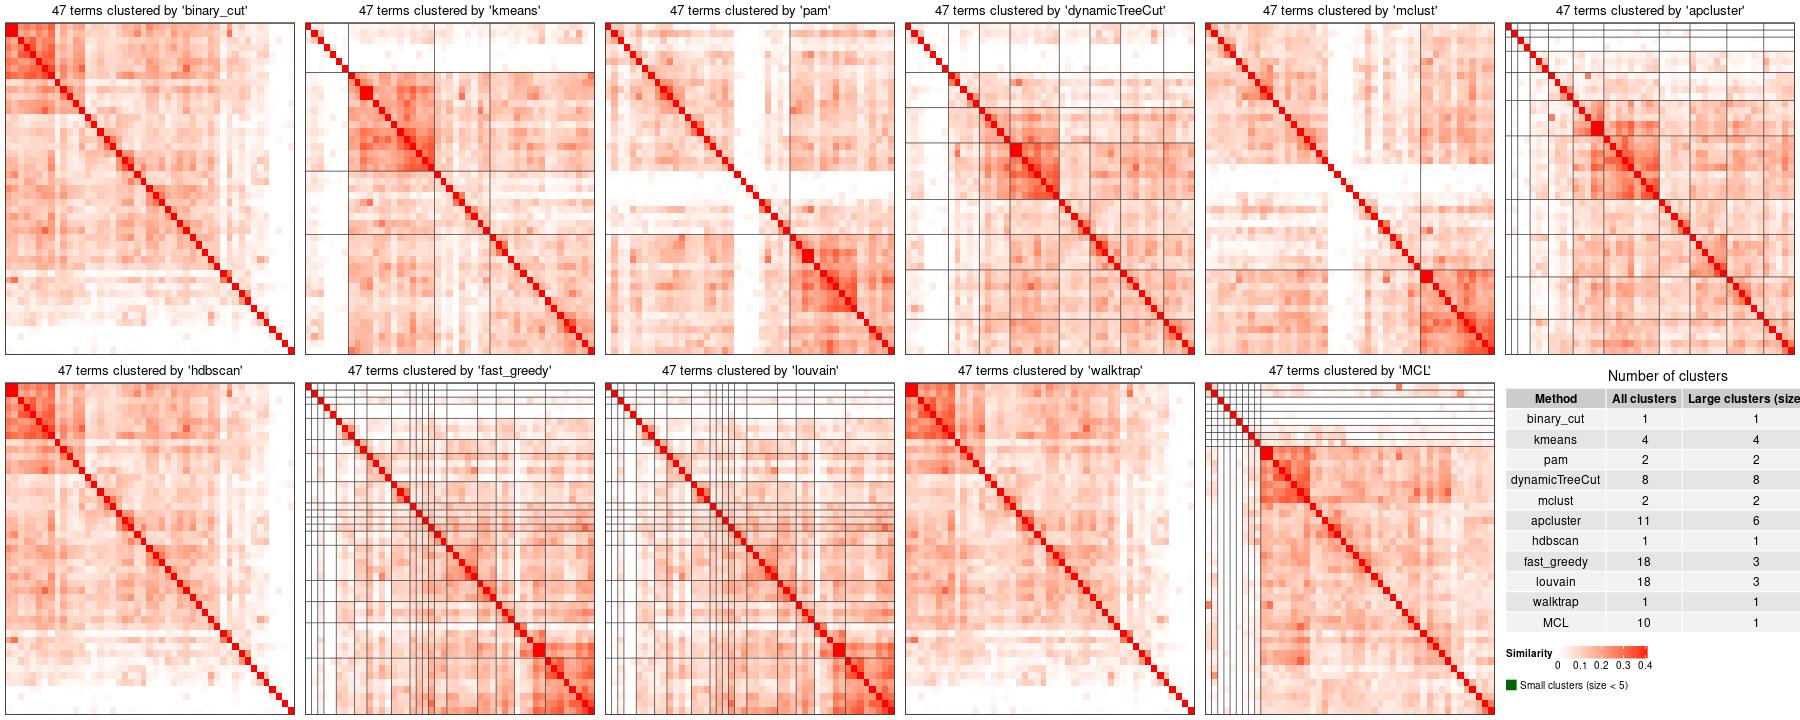 47 terms clustered by 'binary_cut'
47 terms clustered by 'kmeans'
47 terms clustered by 'pam'
47 terms clustered by 'dynamicTreeCut'
47 terms clustered by 'mclust'
47 terms clustered by 'apcluster'
47 terms clustered by 'hdbscan'
47 terms clustered by 'fast_greedy'
47 terms clustered by 'louvain'
47 terms clustered by 'walktrap'
47 terms clustered by 'MCL'
Number of clusters
Method All clusters Large clusters (size
binary_cut 1 1
kmeans 4 4
pam 2 2
dynamicTreeCut 8 8
mclust 2 2
apcluster 11 6
hdbscan 1 1
fast_greedy 18 3
louvain 18 3
walktrap 1 1
MCL 10 1
Similarity
0 0.1 0.2 0.3 0.4
Small clusters (size < 5)